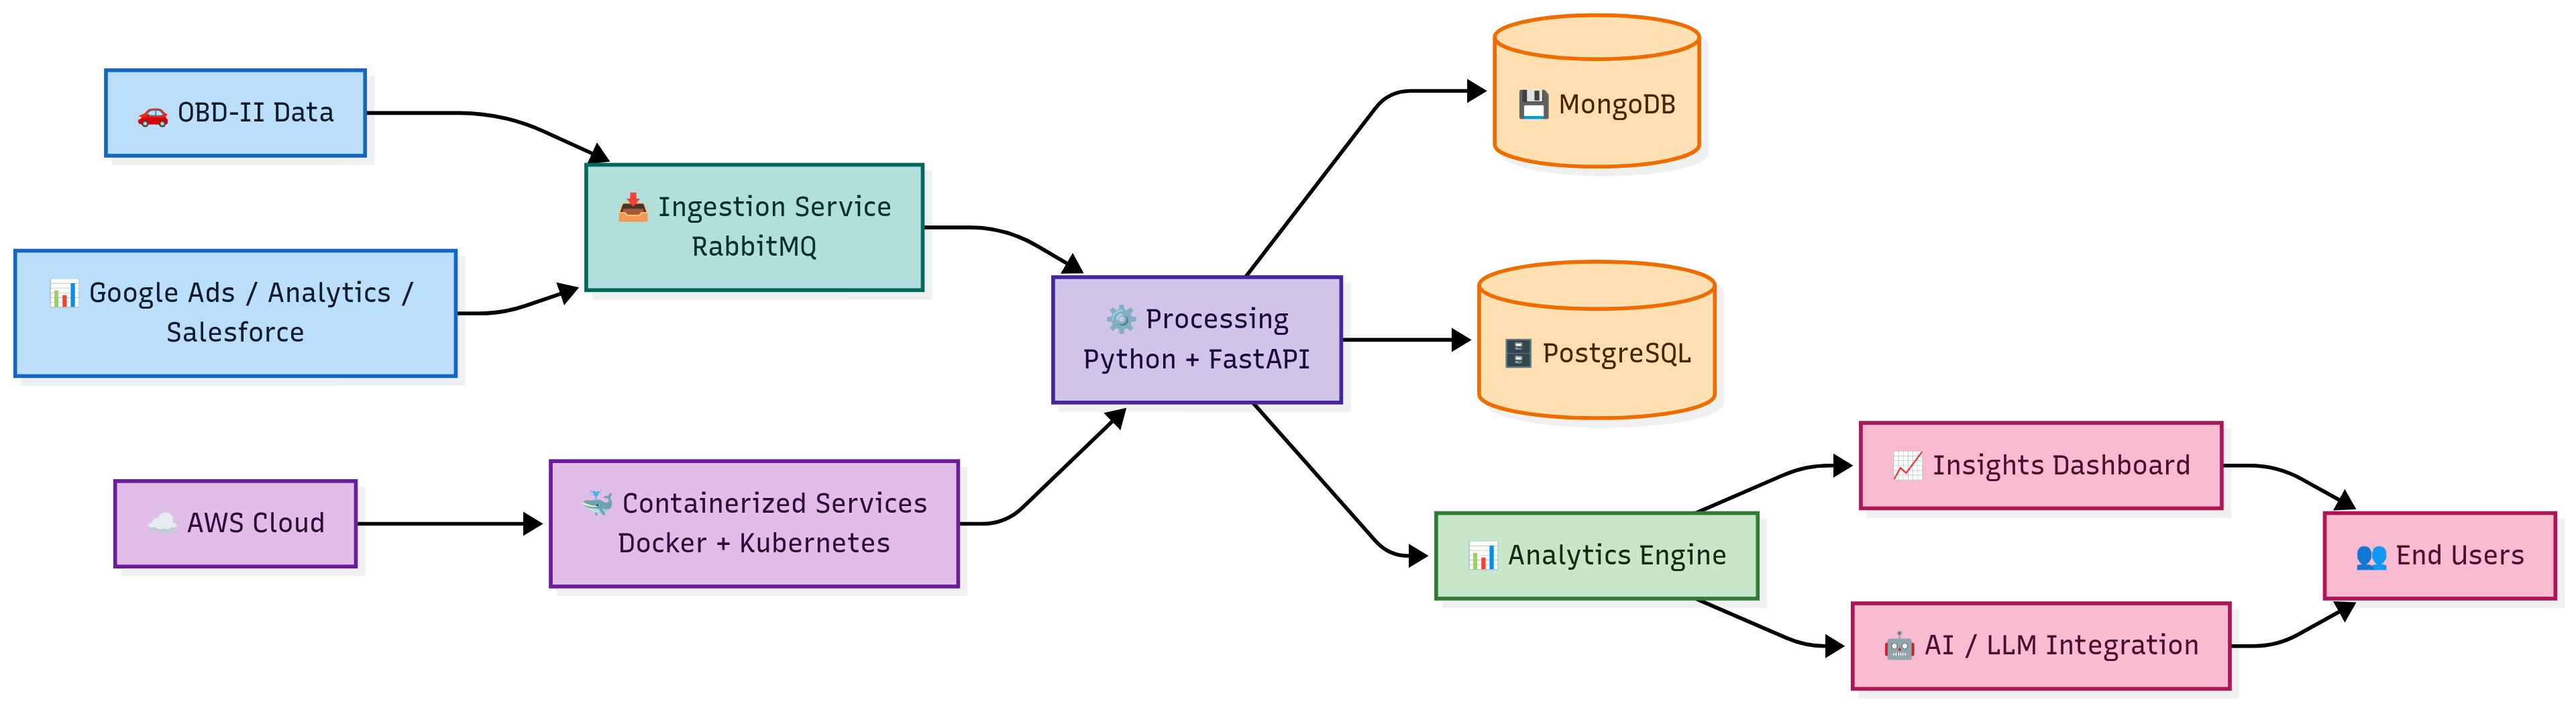 🚗 OBD-II Data
📊 Google Ads / Analytics /
Salesforce
☁️ AWS Cloud
📥 Ingestion Service
RabbitMQ
🐳 Containerized Services
Docker + Kubernetes
⚙️ Processing
Python + FastAPI
💾 MongoDB
🗄️ PostgreSQL
📊 Analytics Engine
📈 Insights Dashboard
🤖 AI / LLM Integration
👥 End Users